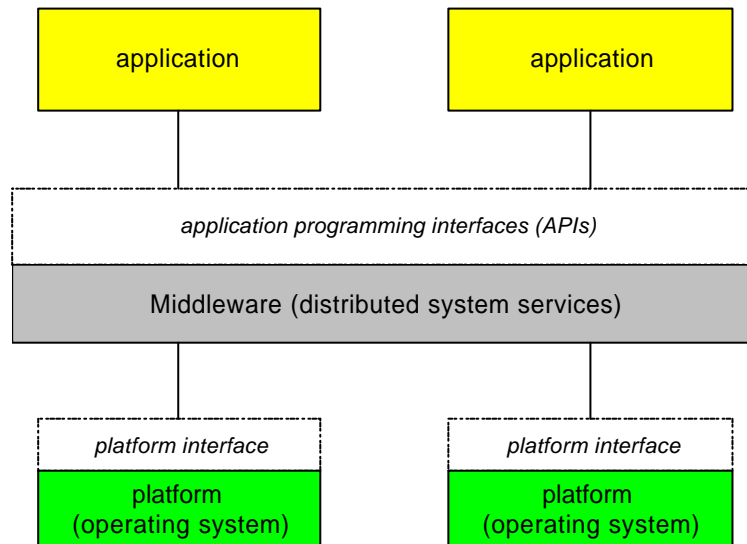 application
application
application programming interfaces (APIs)
Middleware (distributed system services)
platform interface
platform interface
platform
(operating system)
platform
(operating system)